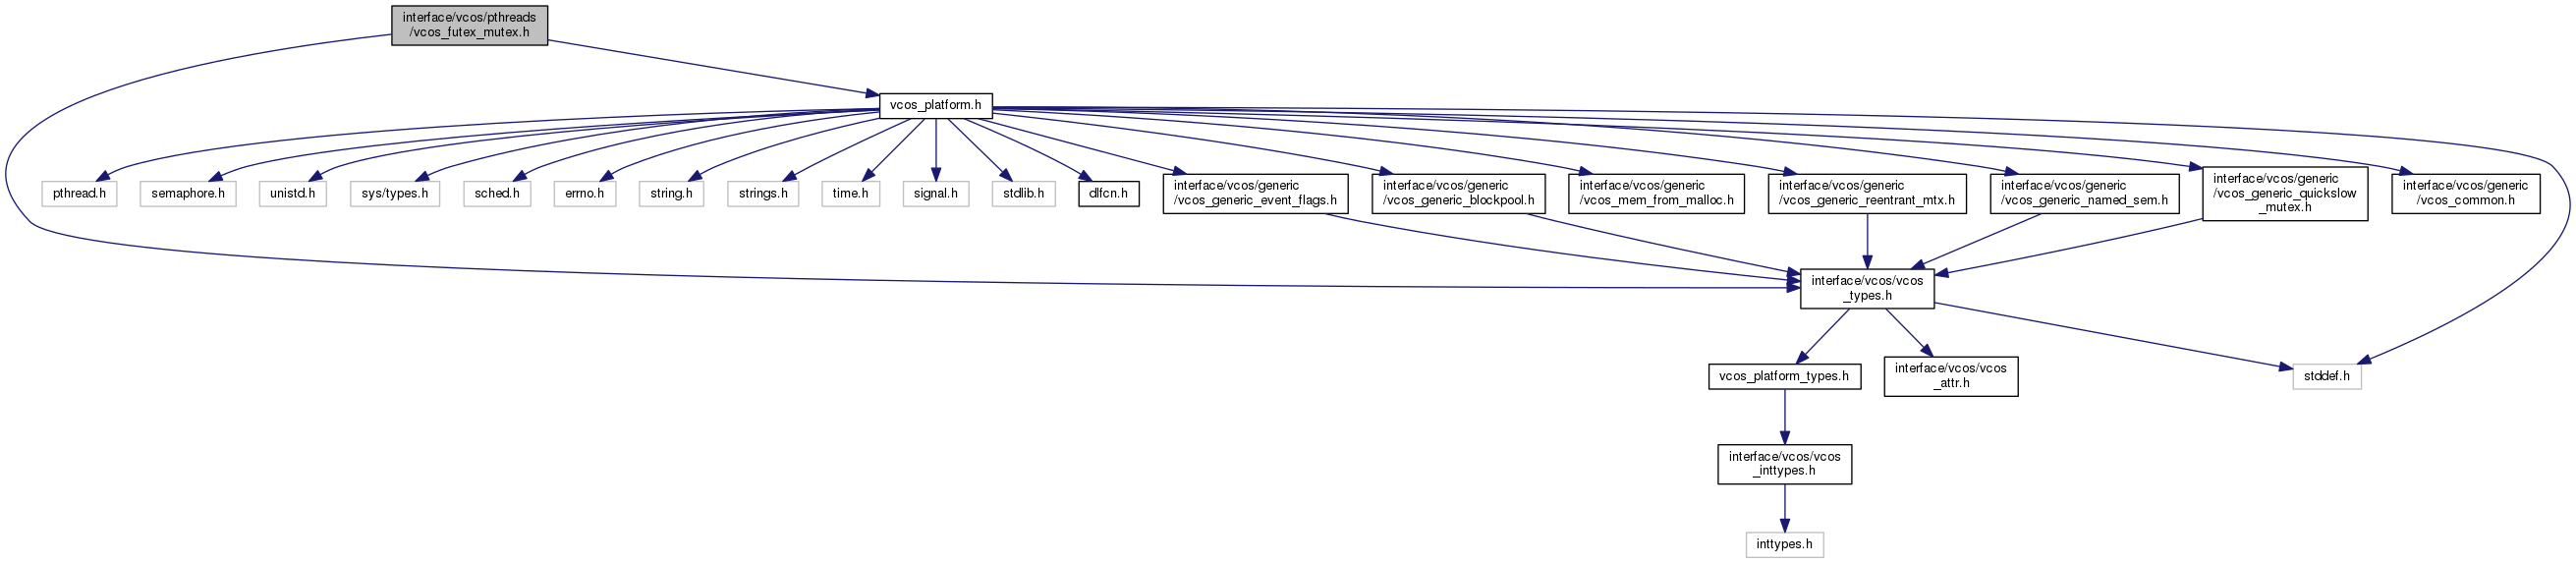 interface/vcos/pthreads
/vcos_futex_mutex.h
vcos_platform.h
pthread.h
semaphore.h
unistd.h
sys/types.h
sched.h
errno.h
string.h
strings.h
time.h
signal.h
stdlib.h
dlfcn.h
interface/vcos/generic
/vcos_generic_event_flags.h
interface/vcos/generic
/vcos_generic_blockpool.h
interface/vcos/generic
/vcos_mem_from_malloc.h
interface/vcos/generic
/vcos_generic_reentrant_mtx.h
interface/vcos/generic
/vcos_generic_named_sem.h
interface/vcos/generic
/vcos_generic_quickslow
_mutex.h
interface/vcos/generic
/vcos_common.h
interface/vcos/vcos
_types.h
vcos_platform_types.h
interface/vcos/vcos
_attr.h
stddef.h
interface/vcos/vcos
_inttypes.h
inttypes.h